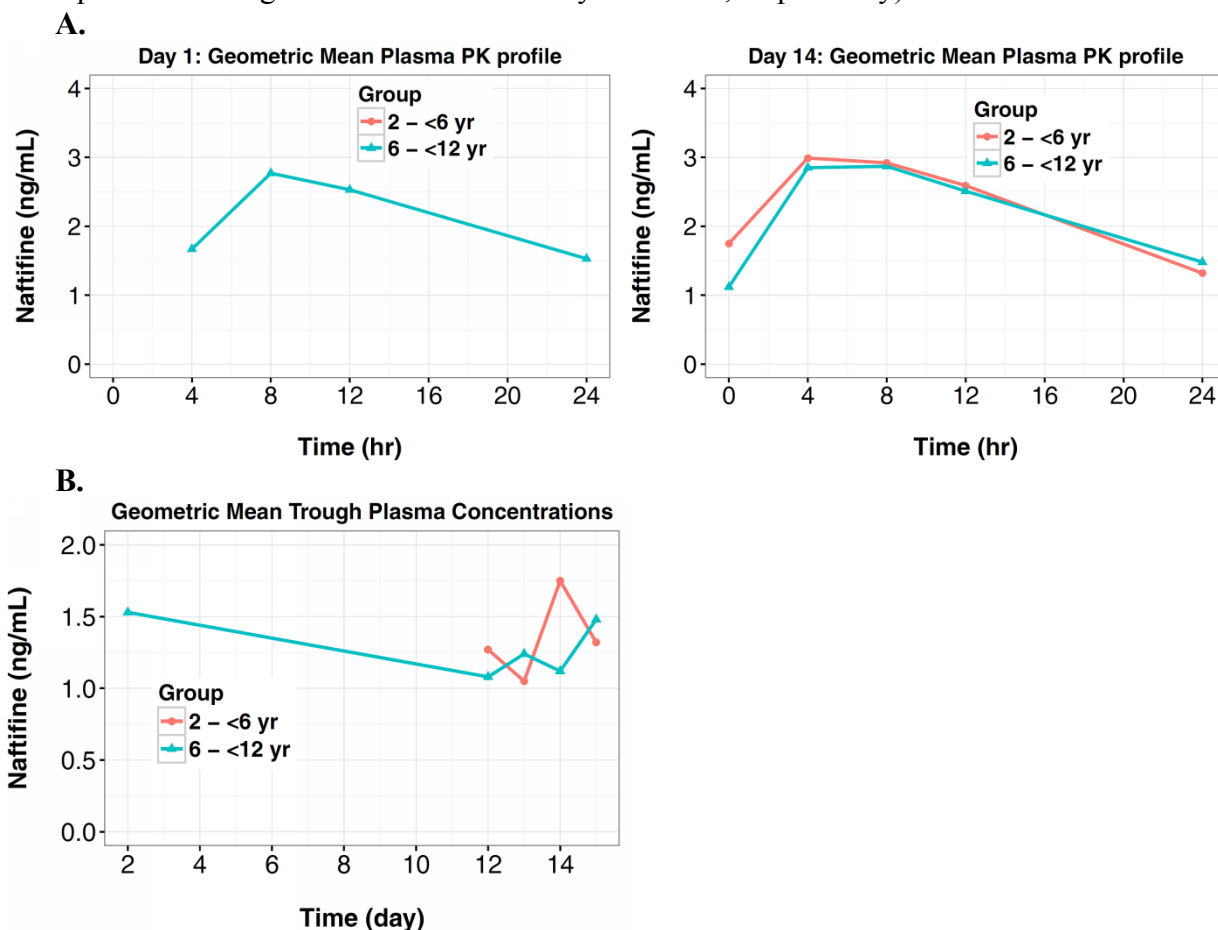 A.
Day 1: Geometric Mean Plasma PK profile
Naftifine (ng/mL)
4
3
2
1
0
Group
2 – <6 yr
6 – <12 yr
0 4 8 12 16 20 24
Time (hr)
Day 14: Geometric Mean Plasma PK profile
Naftifine (ng/mL)
4
3
2
1
0
Group
2 – <6 yr
6 – <12 yr
0 4 8 12 16 20 24
Time (hr)
B.
Geometric Mean Trough Plasma Concentrations
Naftifine (ng/mL)
2.0
1.5
1.0
0.5
0.0
Group
2 – <6 yr
6 – <12 yr
2 4 6 8 10 12 14
Time (day)